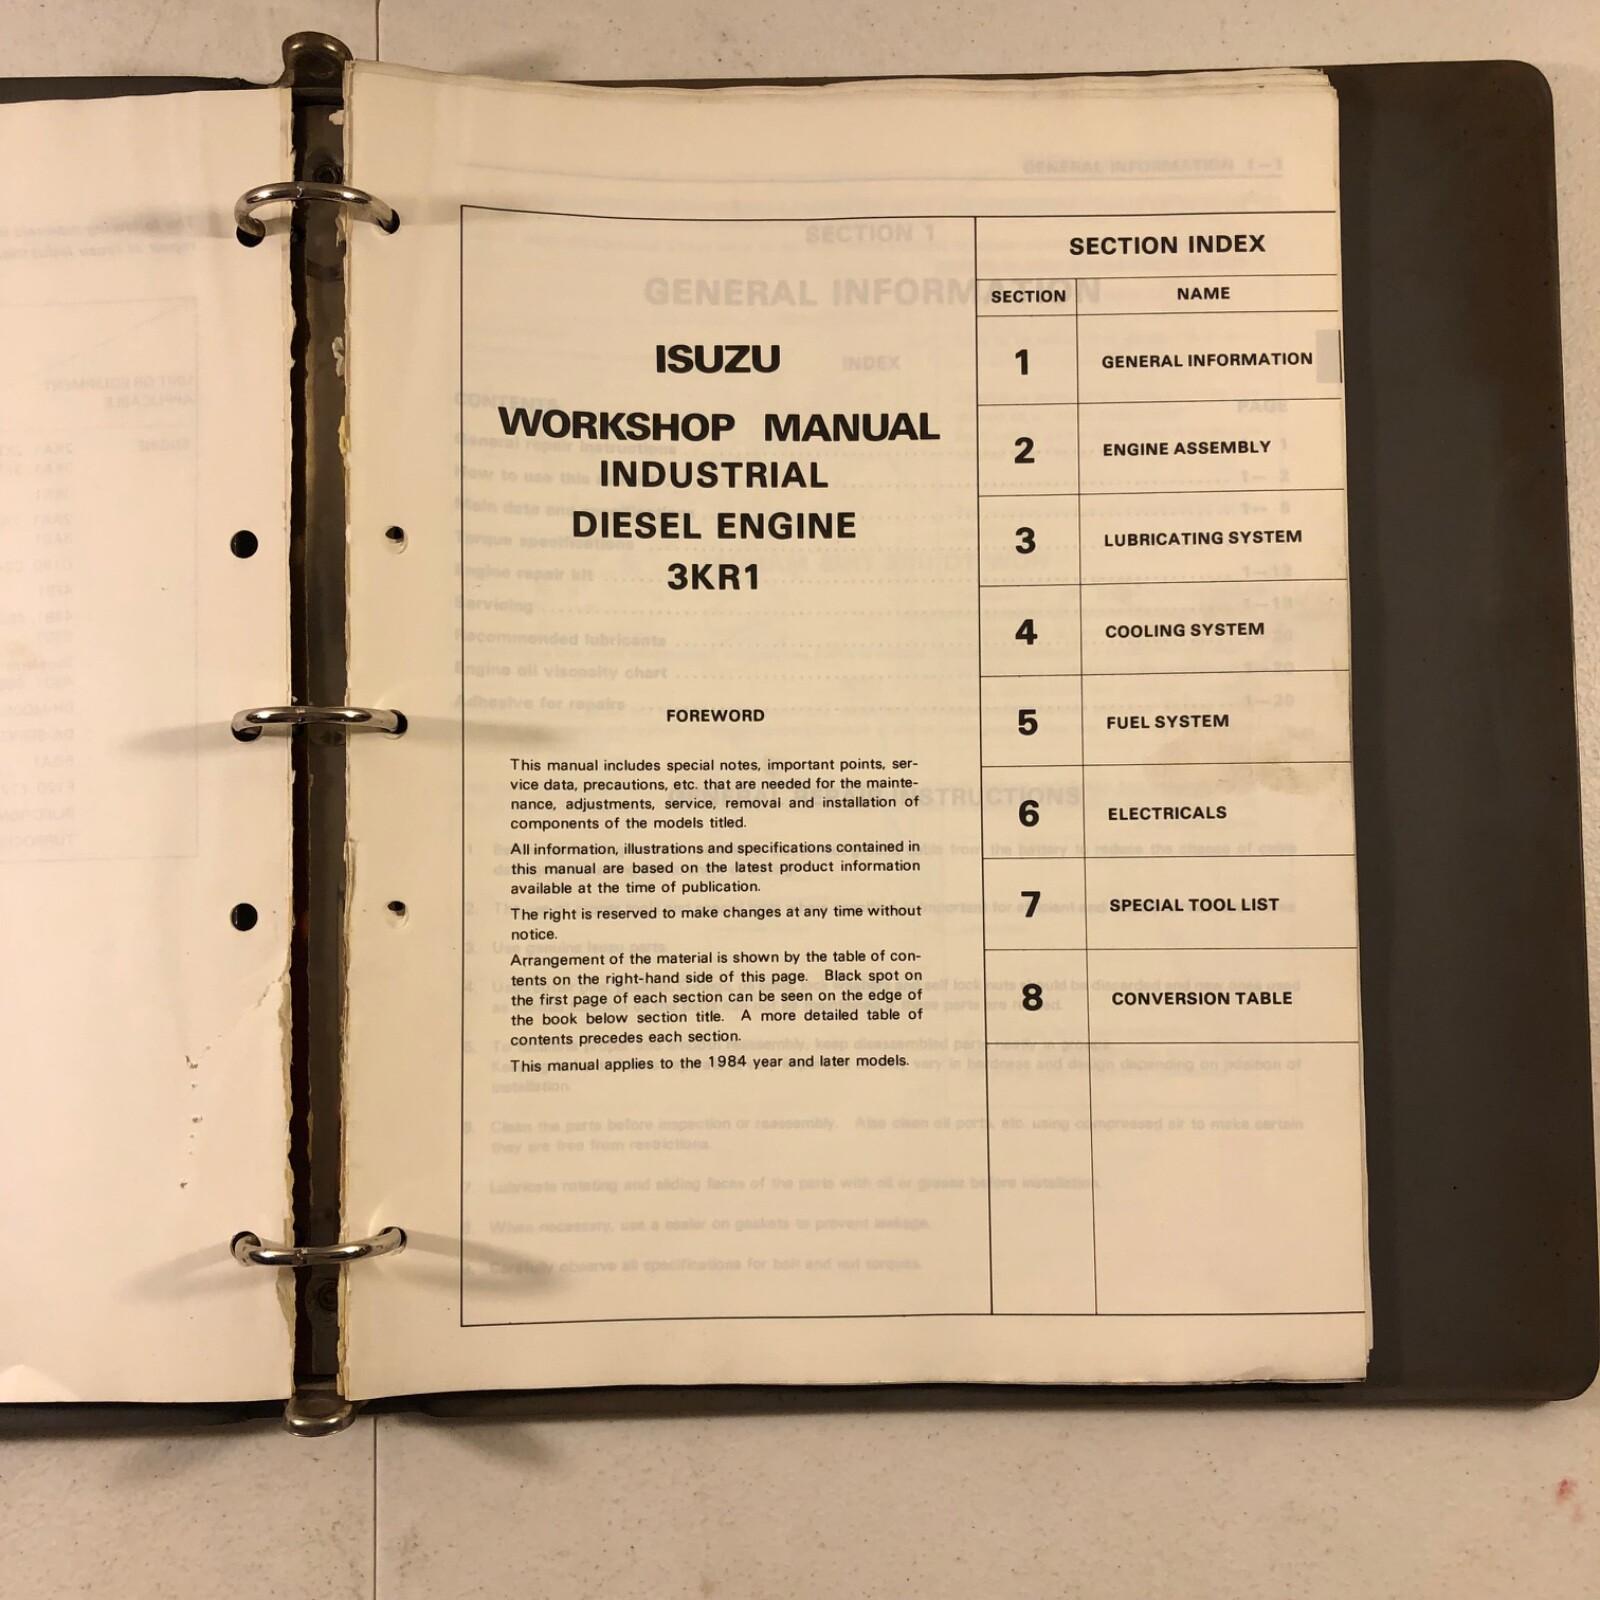 ISUZU
WORKSHOP MANUAL
INDUSTRIAL
DIESEL ENGINE
3KR1
FOREWORD
This manual includes special notes, important points, ser-
vice data, precautions, etc. that are needed for the mainte-
nance, adjustments, service, removal and installation of
components of the models titled.
All information, illustrations and specifications contained in
this manual are based on the latest product information
available at the time of publication.
The right is reserved to make changes at any time without
notice.
Arrangement of the material is shown by the table of con-
tents on the right-hand side of this page. Black spot on
the first page of each section can be seen on the edge of
the book below section title. A more detailed table of
contents precedes each section.
This manual applies to the 1984 year and later models.
SECTION INDEX
SECTION NAME
1 GENERAL INFORMATION
2 ENGINE ASSEMBLY
3 LUBRICATING SYSTEM
4 COOLING SYSTEM
5 FUEL SYSTEM
6 ELECTRICALS
7 SPECIAL TOOL LIST
8 CONVERSION TABLE